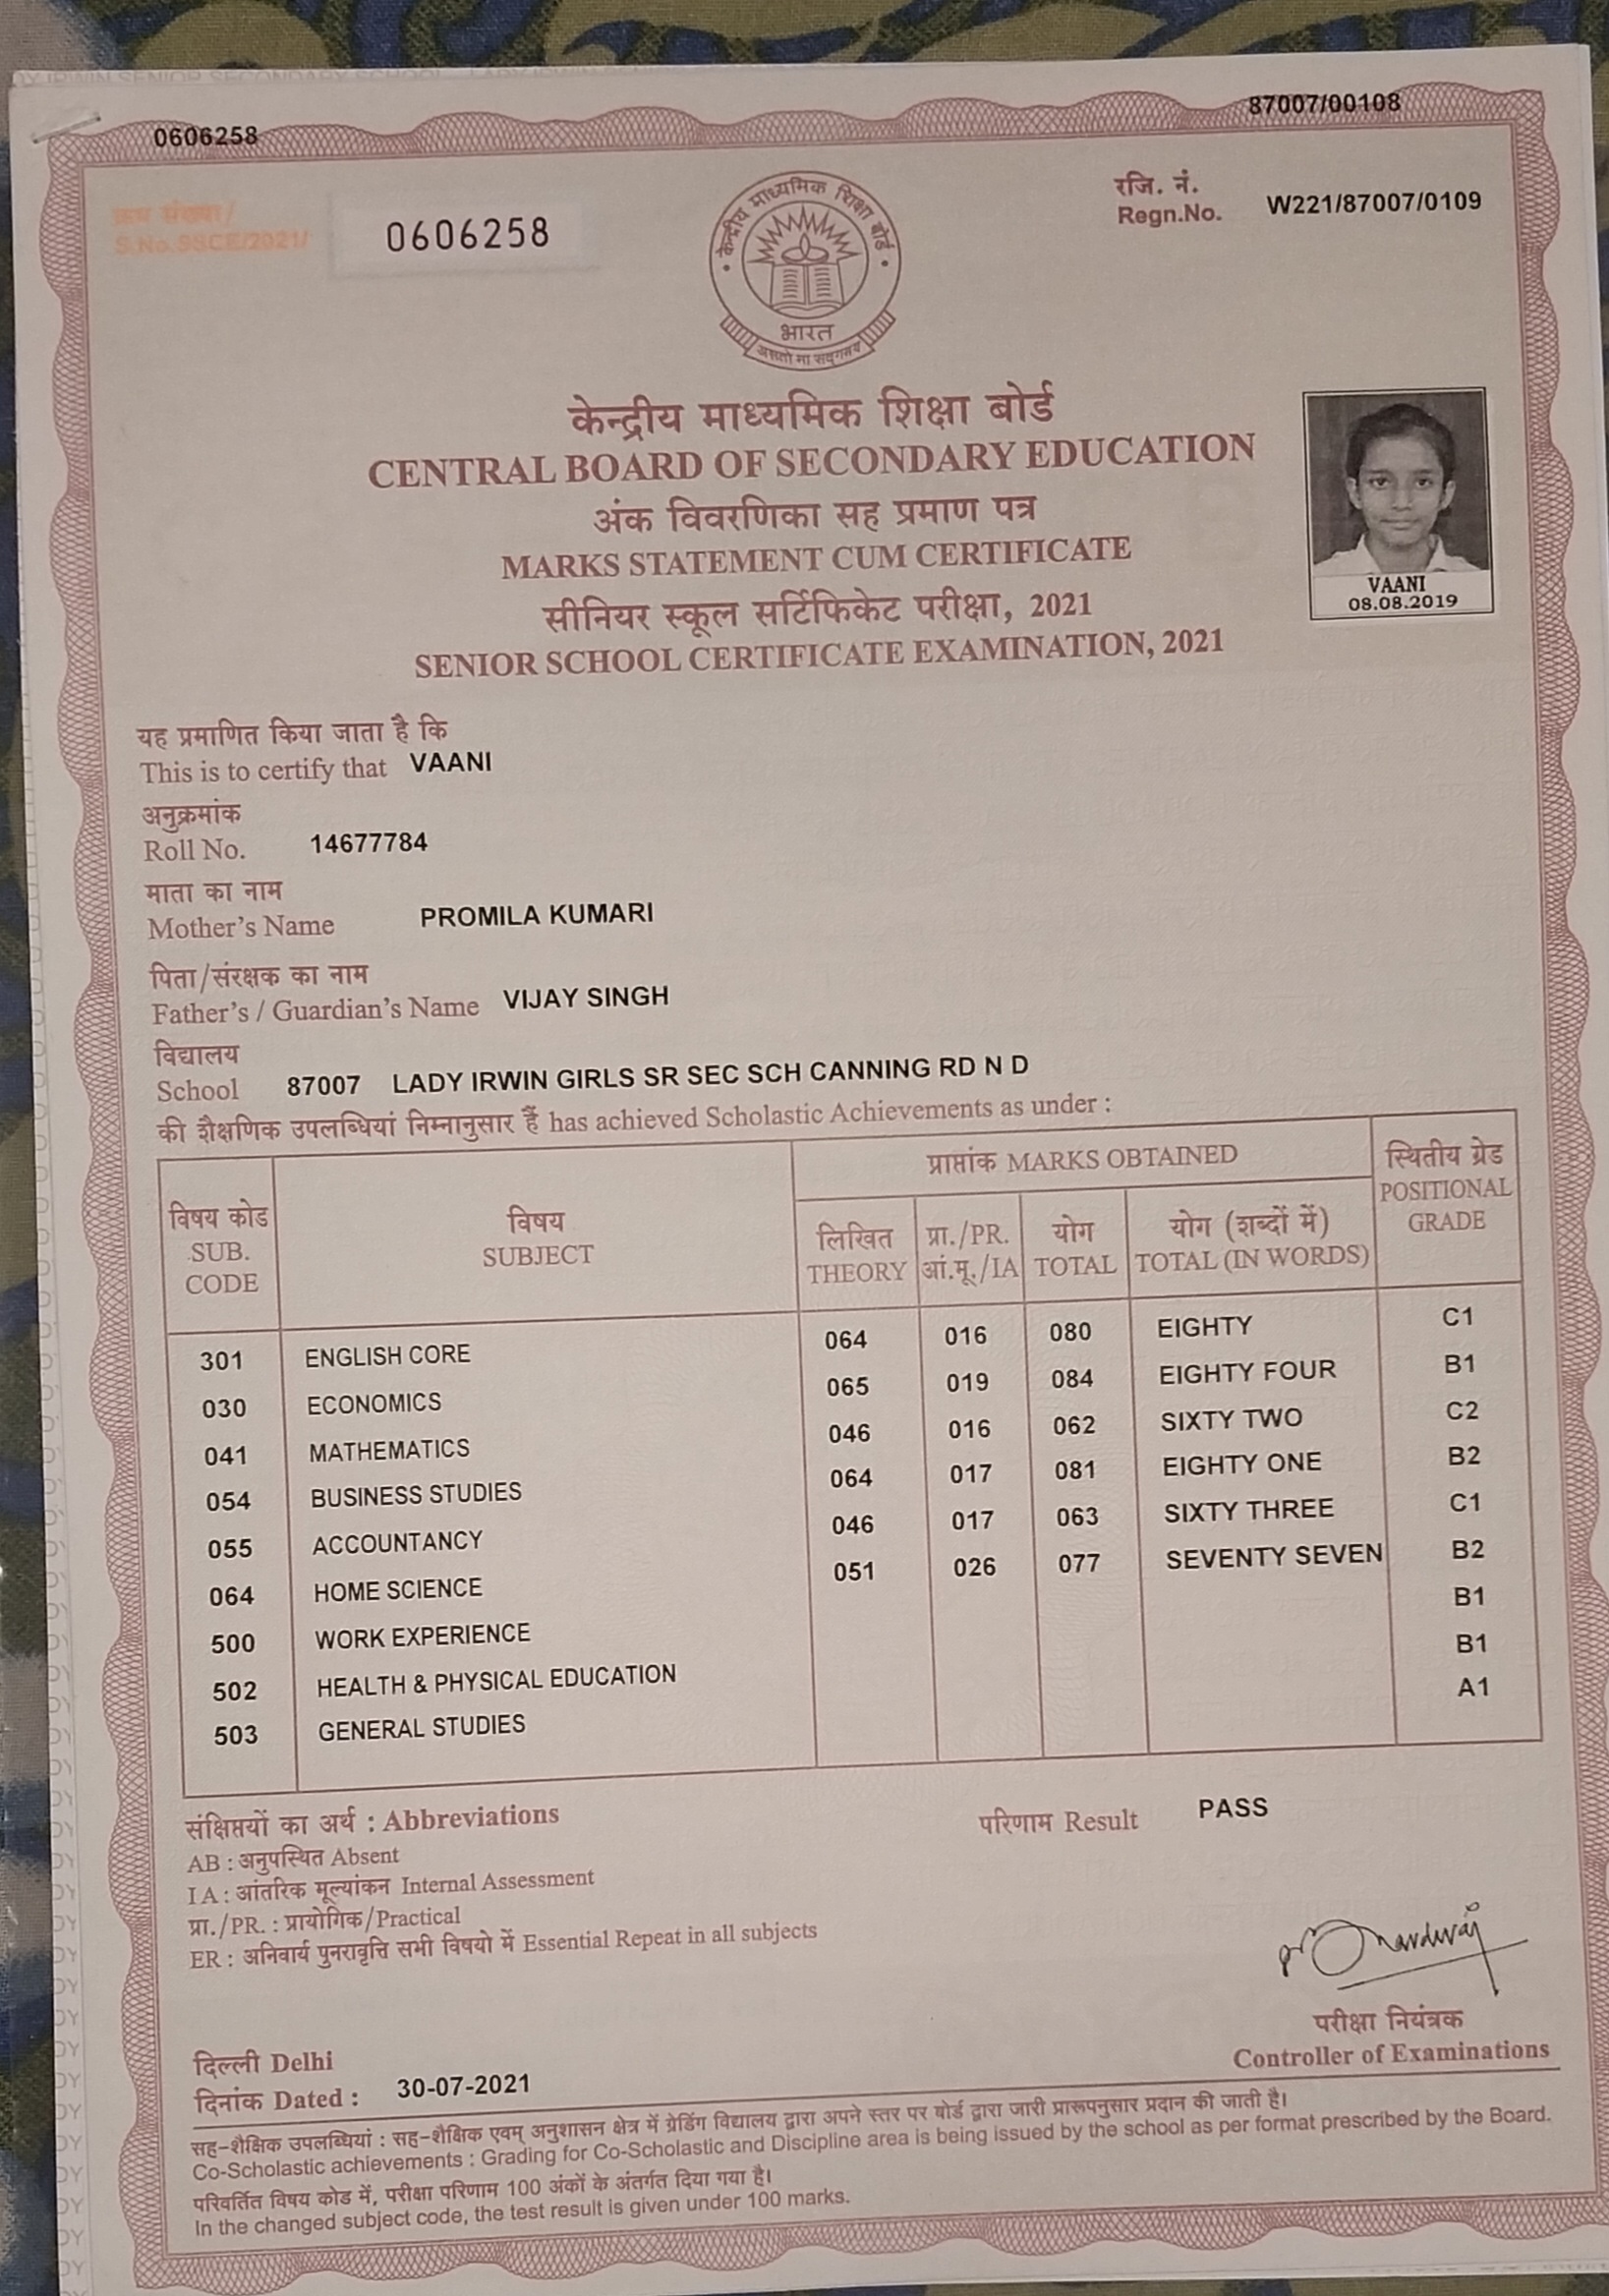 0606258
87007/00108
क्रम संख्या/
S.No.SSCE/2021/
0606258
रजि. नं.
Regn.No. W221/87007/0109
केन्द्रीय माध्यमिक शिक्षा बोर्ड
भारत
असतो मा सद्गमय
केन्द्रीय माध्यमिक शिक्षा बोर्ड
CENTRAL BOARD OF SECONDARY EDUCATION
अंक विवरणिका सह प्रमाण पत्र
MARKS STATEMENT CUM CERTIFICATE
सीनियर स्कूल सर्टिफिकेट परीक्षा, 2021
SENIOR SCHOOL CERTIFICATE EXAMINATION, 2021
VAANI
08.08.2019
यह प्रमाणित किया जाता है कि
This is to certify that VAANI
अनुक्रमांक
Roll No. 14677784
माता का नाम
Mother's Name PROMILA KUMARI
पिता/संरक्षक का नाम
Father's / Guardian's Name VIJAY SINGH
विद्यालय
School 87007 LADY IRWIN GIRLS SR SEC SCH CANNING RD N D
की शैक्षणिक उपलब्धियां निम्नानुसार हैं has achieved Scholastic Achievements as under :
विषय कोड
SUB.
CODE
विषय
SUBJECT
प्राप्तांक MARKS OBTAINED
लिखित
THEORY
प्रा./PR.
आं.मू./IA
योग
TOTAL
योग (शब्दों में)
TOTAL (IN WORDS)
स्थितीय ग्रेड
POSITIONAL
GRADE
301 ENGLISH CORE 064 016 080 EIGHTY C1
030 ECONOMICS 065 019 084 EIGHTY FOUR B1
041 MATHEMATICS 046 016 062 SIXTY TWO C2
054 BUSINESS STUDIES 064 017 081 EIGHTY ONE B2
055 ACCOUNTANCY 046 017 063 SIXTY THREE C1
064 HOME SCIENCE 051 026 077 SEVENTY SEVEN B2
500 WORK EXPERIENCE B1
502 HEALTH & PHYSICAL EDUCATION B1
503 GENERAL STUDIES A1
संक्षिप्तियों का अर्थ : Abbreviations
AB : अनुपस्थित Absent
I A : आंतरिक मूल्यांकन Internal Assessment
प्रा./PR. : प्रायोगिक/Practical
ER : अनिवार्य पुनरावृत्ति सभी विषयो में Essential Repeat in all subjects
परिणाम Result PASS
परीक्षा नियंत्रक
Controller of Examinations
दिल्ली Delhi
दिनांक Dated : 30-07-2021
सह-शैक्षिक उपलब्धियां : सह-शैक्षिक एवम् अनुशासन क्षेत्र में ग्रेडिंग विद्यालय द्वारा अपने स्तर पर बोर्ड द्वारा जारी प्रारूपनुसार प्रदान की जाती है।
Co-Scholastic achievements : Grading for Co-Scholastic and Discipline area is being issued by the school as per format prescribed by the Board.
परिवर्तित विषय कोड में, परीक्षा परिणाम 100 अंकों के अंतर्गत दिया गया है।
In the changed subject code, the test result is given under 100 marks.